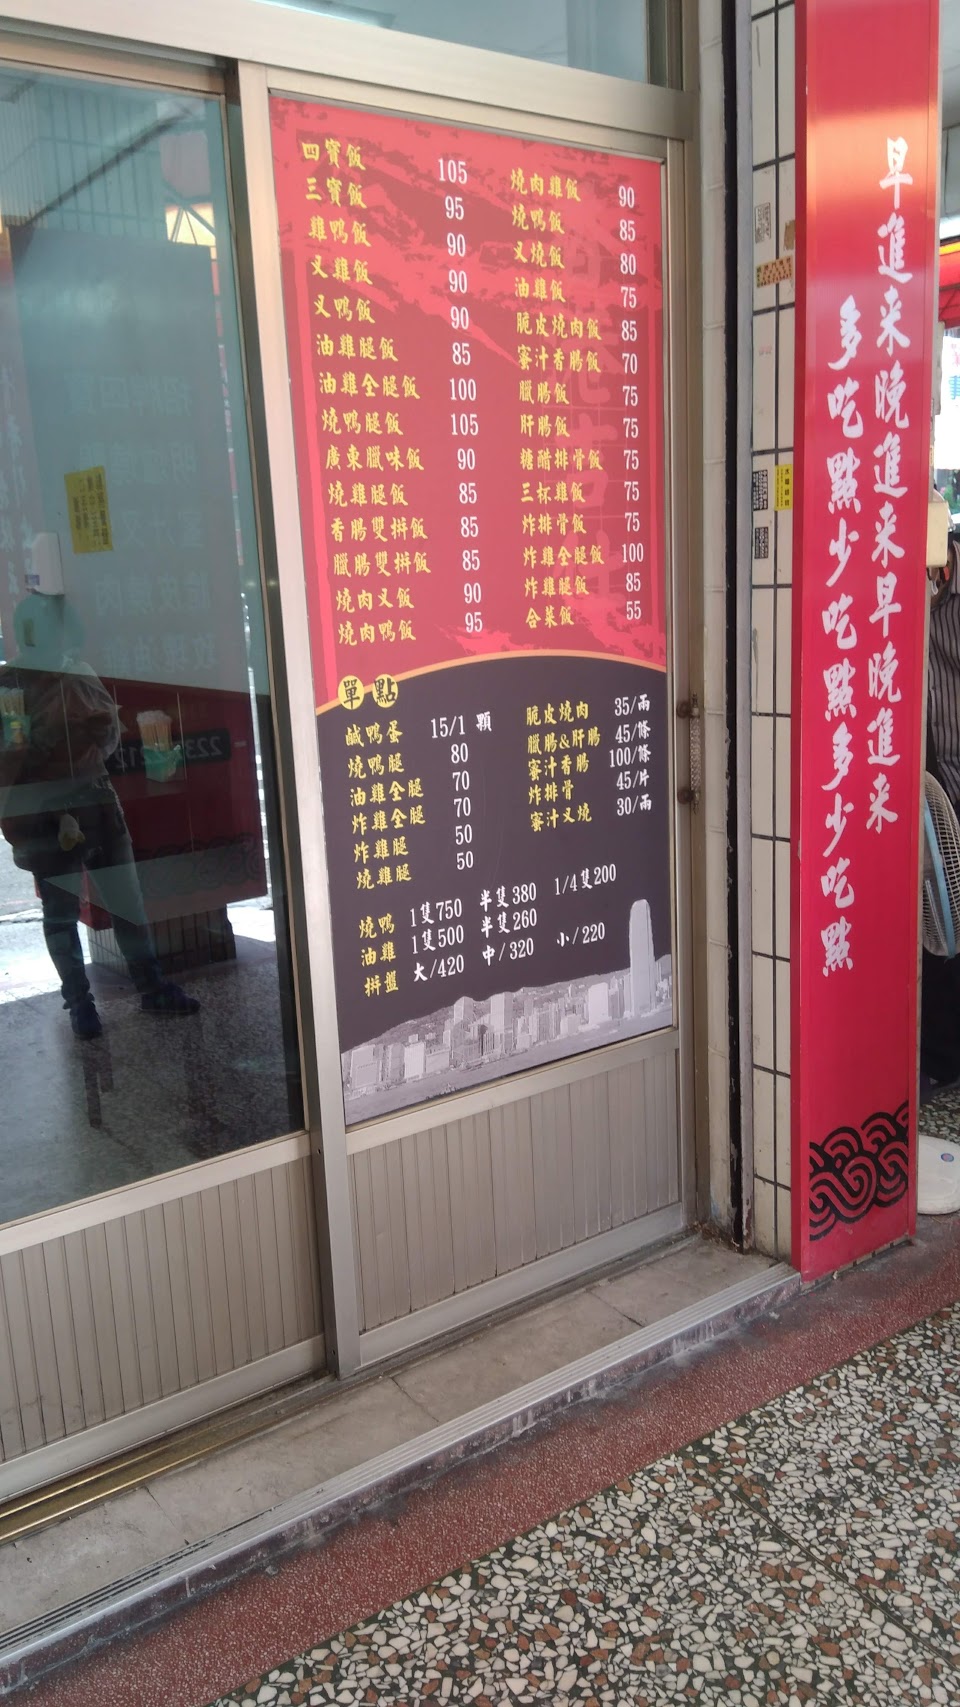 四寶飯 105
三寶飯 95
雞鴨飯 90
叉雞飯 90
叉鴨飯 90
油雞腿飯 85
油雞全腿飯 100
燒鴨腿飯 105
廣東臘味飯 90
燒雞腿飯 85
香腸雙拼飯 85
臘腸雙拼飯 85
燒肉叉飯 90
燒肉鴨飯 95
燒肉雞飯 90
燒鴨飯 85
叉燒飯 80
油雞飯 75
脆皮燒肉飯 85
蜜汁香腸飯 70
臘腸飯 75
肝腸飯 75
糖醋排骨飯 75
三杯雞飯 75
炸排骨飯 75
炸雞全腿飯 100
炸雞腿飯 85
合菜飯 55
單點
鹹鴨蛋 15/1 顆
燒鴨腿 80
油雞全腿 70
炸雞全腿 70
炸雞腿 50
燒雞腿 50
脆皮燒肉 35/兩
臘腸&肝腸 45/條
蜜汁香腸 100/條
炸排骨 45/片
蜜汁叉燒 30/兩
燒鴨 1隻750 半隻380 1/4隻200
油雞 1隻500 半隻260
拼盤 大/420 中/320 小/220
早進来晚進来早晚進来
多吃點少吃點多少吃點